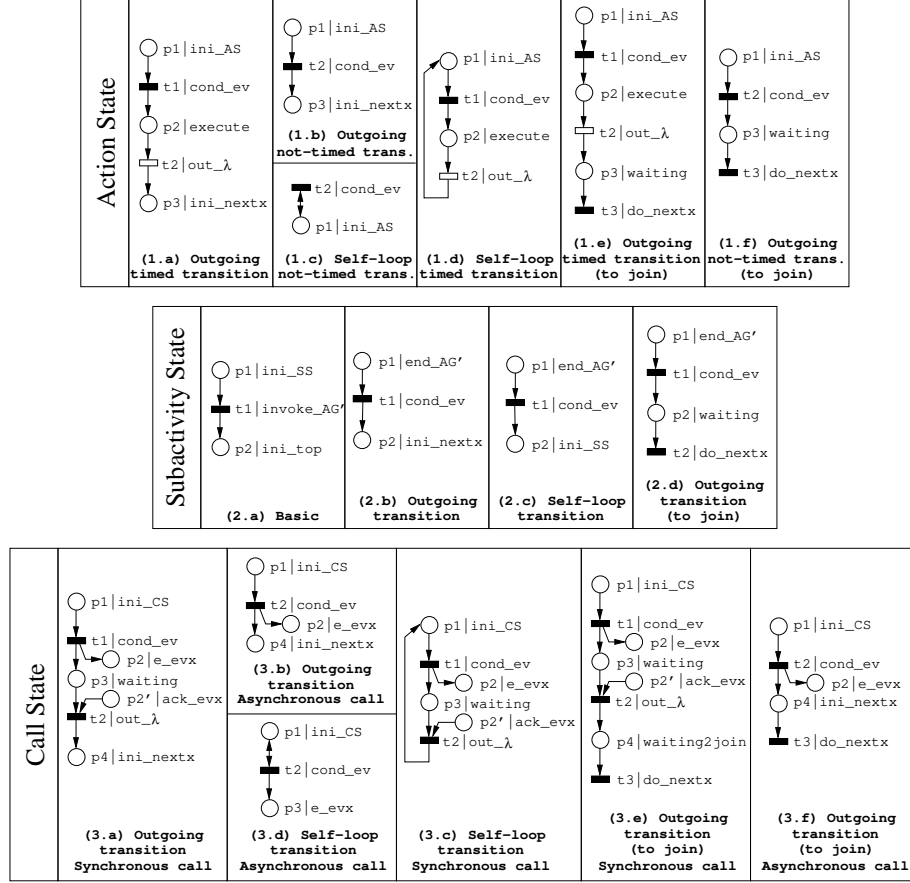 Action State
p1|ini_AS
t1|cond_ev
p2|execute
t2|out_λ
p3|ini_nextx
(1.a) Outgoing
timed transition
p1|ini_AS
t2|cond_ev
p3|ini_nextx
(1.b) Outgoing
not-timed trans.
t2|cond_ev
p1|ini_AS
(1.c) Self-loop
not-timed trans.
p1|ini_AS
t1|cond_ev
p2|execute
t2|out_λ
(1.d) Self-loop
timed transition
p1|ini_AS
t1|cond_ev
p2|execute
t2|out_λ
p3|waiting
t3|do_nextx
(1.e) Outgoing
timed transition
(to join)
p1|ini_AS
t2|cond_ev
p3|waiting
t3|do_nextx
(1.f) Outgoing
not-timed trans.
(to join)
Subactivity State
p1|ini_SS
t1|invoke_AG'
p2|ini_top
(2.a) Basic
p1|end_AG'
t1|cond_ev
p2|ini_nextx
(2.b) Outgoing
transition
p1|end_AG'
t1|cond_ev
p2|ini_SS
(2.c) Self-loop
transition
p1|end_AG'
t1|cond_ev
p2|waiting
t2|do_nextx
(2.d) Outgoing
transition
(to join)
Call State
p1|ini_CS
t1|cond_ev
p2|e_evx
p3|waiting
p2'|ack_evx
t2|out_λ
p4|ini_nextx
(3.a) Outgoing
transition
Synchronous call
p1|ini_CS
t2|cond_ev
p2|e_evx
p4|ini_nextx
(3.b) Outgoing
transition
Asynchronous call
p1|ini_CS
t2|cond_ev
p3|e_evx
(3.d) Self-loop
transition
Asynchronous call
p1|ini_CS
t1|cond_ev
p2|e_evx
p3|waiting
p2'|ack_evx
t2|out_λ
(3.c) Self-loop
transition
Synchronous call
p1|ini_CS
t1|cond_ev
p2|e_evx
p3|waiting
p2'|ack_evx
t2|out_λ
p4|waiting2join
t3|do_nextx
(3.e) Outgoing
transition
(to join)
Synchronous call
p1|ini_CS
t2|cond_ev
p2|e_evx
p4|ini_nextx
t3|do_nextx
(3.f) Outgoing
transition
(to join)
Asynchronous call